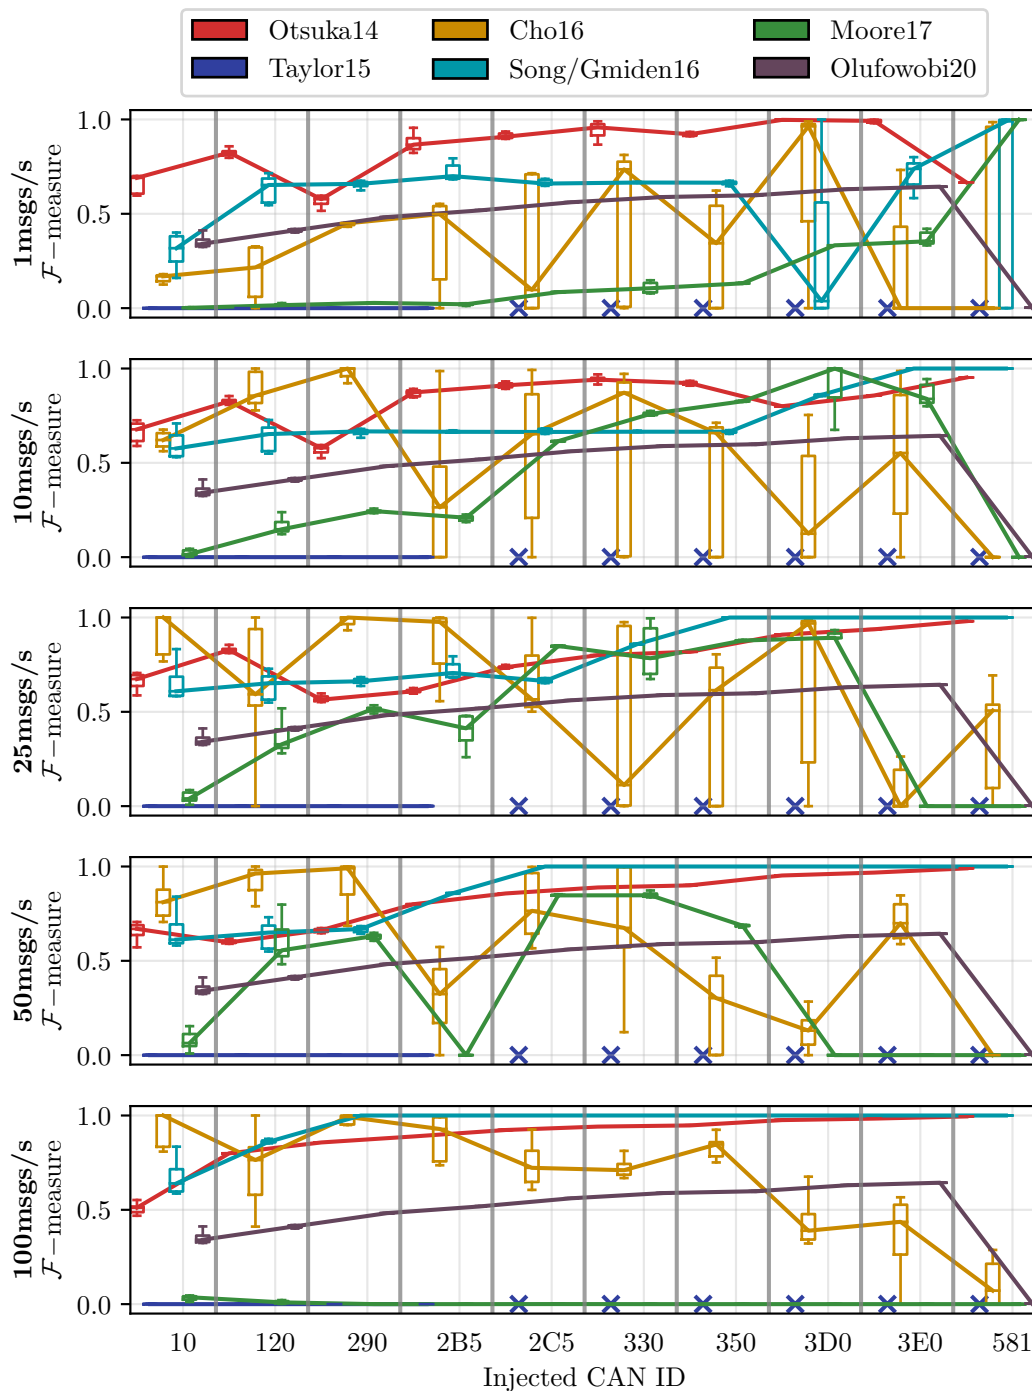 Otsuka14 Cho16 Moore17
Taylor15 Song/Gmiden16 Olufowobi20
1msgs/s
ℱ−measure
1.0
0.5
0.0
10msgs/s
ℱ−measure
1.0
0.5
0.0
25msgs/s
ℱ−measure
1.0
0.5
0.0
50msgs/s
ℱ−measure
1.0
0.5
0.0
100msgs/s
ℱ−measure
1.0
0.5
0.0
10 120 290 2B5 2C5 330 350 3D0 3E0 581
Injected CAN ID